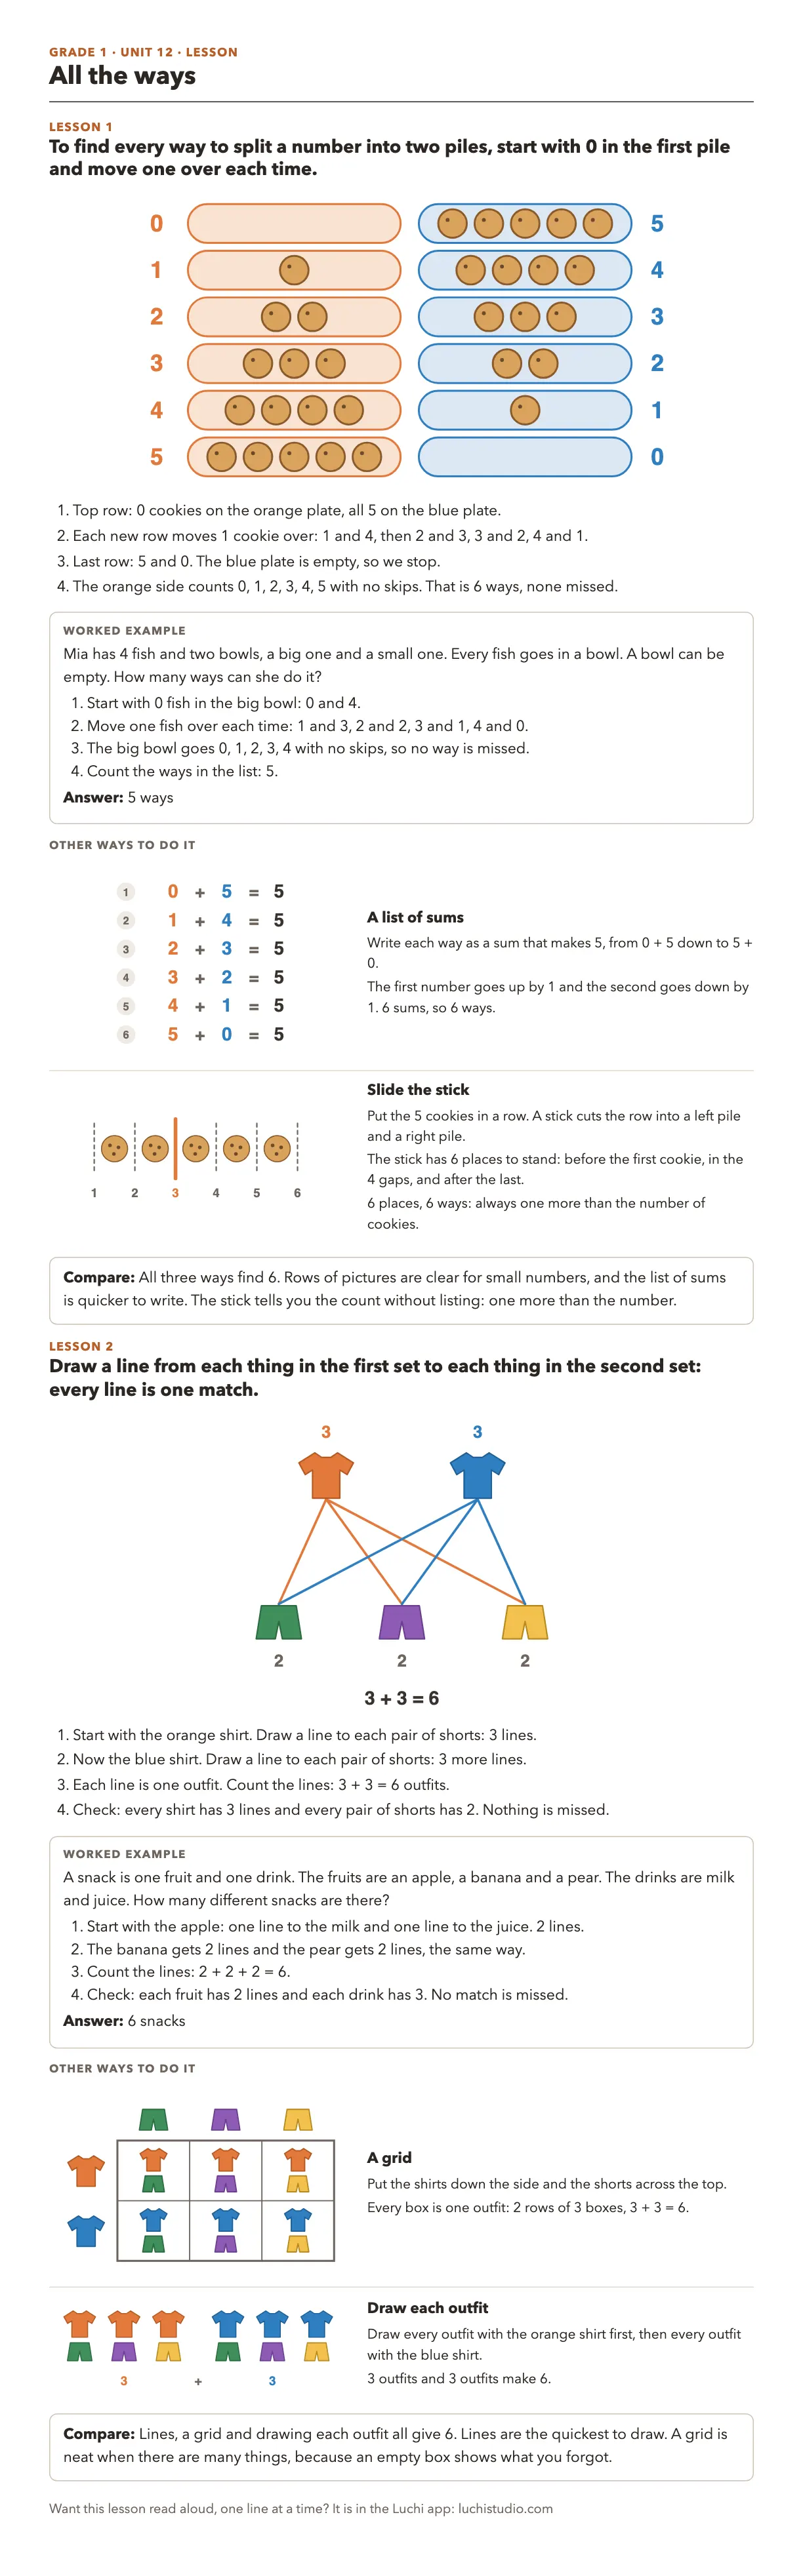 GRADE 1 · UNIT 12 · LESSON
All the ways
LESSON 1
To find every way to split a number into two piles, start with 0 in the first pile
and move one over each time.
0 5
1 4
2 3
3 2
4 1
5 0
1. Top row: 0 cookies on the orange plate, all 5 on the blue plate.
2. Each new row moves 1 cookie over: 1 and 4, then 2 and 3, 3 and 2, 4 and 1.
3. Last row: 5 and 0. The blue plate is empty, so we stop.
4. The orange side counts 0, 1, 2, 3, 4, 5 with no skips. That is 6 ways, none missed.
WORKED EXAMPLE
Mia has 4 fish and two bowls, a big one and a small one. Every fish goes in a bowl. A bowl can be
empty. How many ways can she do it?
1. Start with 0 fish in the big bowl: 0 and 4.
2. Move one fish over each time: 1 and 3, 2 and 2, 3 and 1, 4 and 0.
3. The big bowl goes 0, 1, 2, 3, 4 with no skips, so no way is missed.
4. Count the ways in the list: 5.
Answer: 5 ways
OTHER WAYS TO DO IT
1 0 + 5 = 5
2 1 + 4 = 5
3 2 + 3 = 5
4 3 + 2 = 5
5 4 + 1 = 5
6 5 + 0 = 5
A list of sums
Write each way as a sum that makes 5, from 0 + 5 down to 5 +
0.
The first number goes up by 1 and the second goes down by
1. 6 sums, so 6 ways.
1 2 3 4 5 6
Slide the stick
Put the 5 cookies in a row. A stick cuts the row into a left pile
and a right pile.
The stick has 6 places to stand: before the first cookie, in the
4 gaps, and after the last.
6 places, 6 ways: always one more than the number of
cookies.
Compare: All three ways find 6. Rows of pictures are clear for small numbers, and the list of sums
is quicker to write. The stick tells you the count without listing: one more than the number.
LESSON 2
Draw a line from each thing in the first set to each thing in the second set:
every line is one match.
3 3
2 2 2
3 + 3 = 6
1. Start with the orange shirt. Draw a line to each pair of shorts: 3 lines.
2. Now the blue shirt. Draw a line to each pair of shorts: 3 more lines.
3. Each line is one outfit. Count the lines: 3 + 3 = 6 outfits.
4. Check: every shirt has 3 lines and every pair of shorts has 2. Nothing is missed.
WORKED EXAMPLE
A snack is one fruit and one drink. The fruits are an apple, a banana and a pear. The drinks are milk
and juice. How many different snacks are there?
1. Start with the apple: one line to the milk and one line to the juice. 2 lines.
2. The banana gets 2 lines and the pear gets 2 lines, the same way.
3. Count the lines: 2 + 2 + 2 = 6.
4. Check: each fruit has 2 lines and each drink has 3. No match is missed.
Answer: 6 snacks
OTHER WAYS TO DO IT
A grid
Put the shirts down the side and the shorts across the top.
Every box is one outfit: 2 rows of 3 boxes, 3 + 3 = 6.
3 + 3
Draw each outfit
Draw every outfit with the orange shirt first, then every outfit
with the blue shirt.
3 outfits and 3 outfits make 6.
Compare: Lines, a grid and drawing each outfit all give 6. Lines are the quickest to draw. A grid is
neat when there are many things, because an empty box shows what you forgot.
Want this lesson read aloud, one line at a time? It is in the Luchi app: luchistudio.com